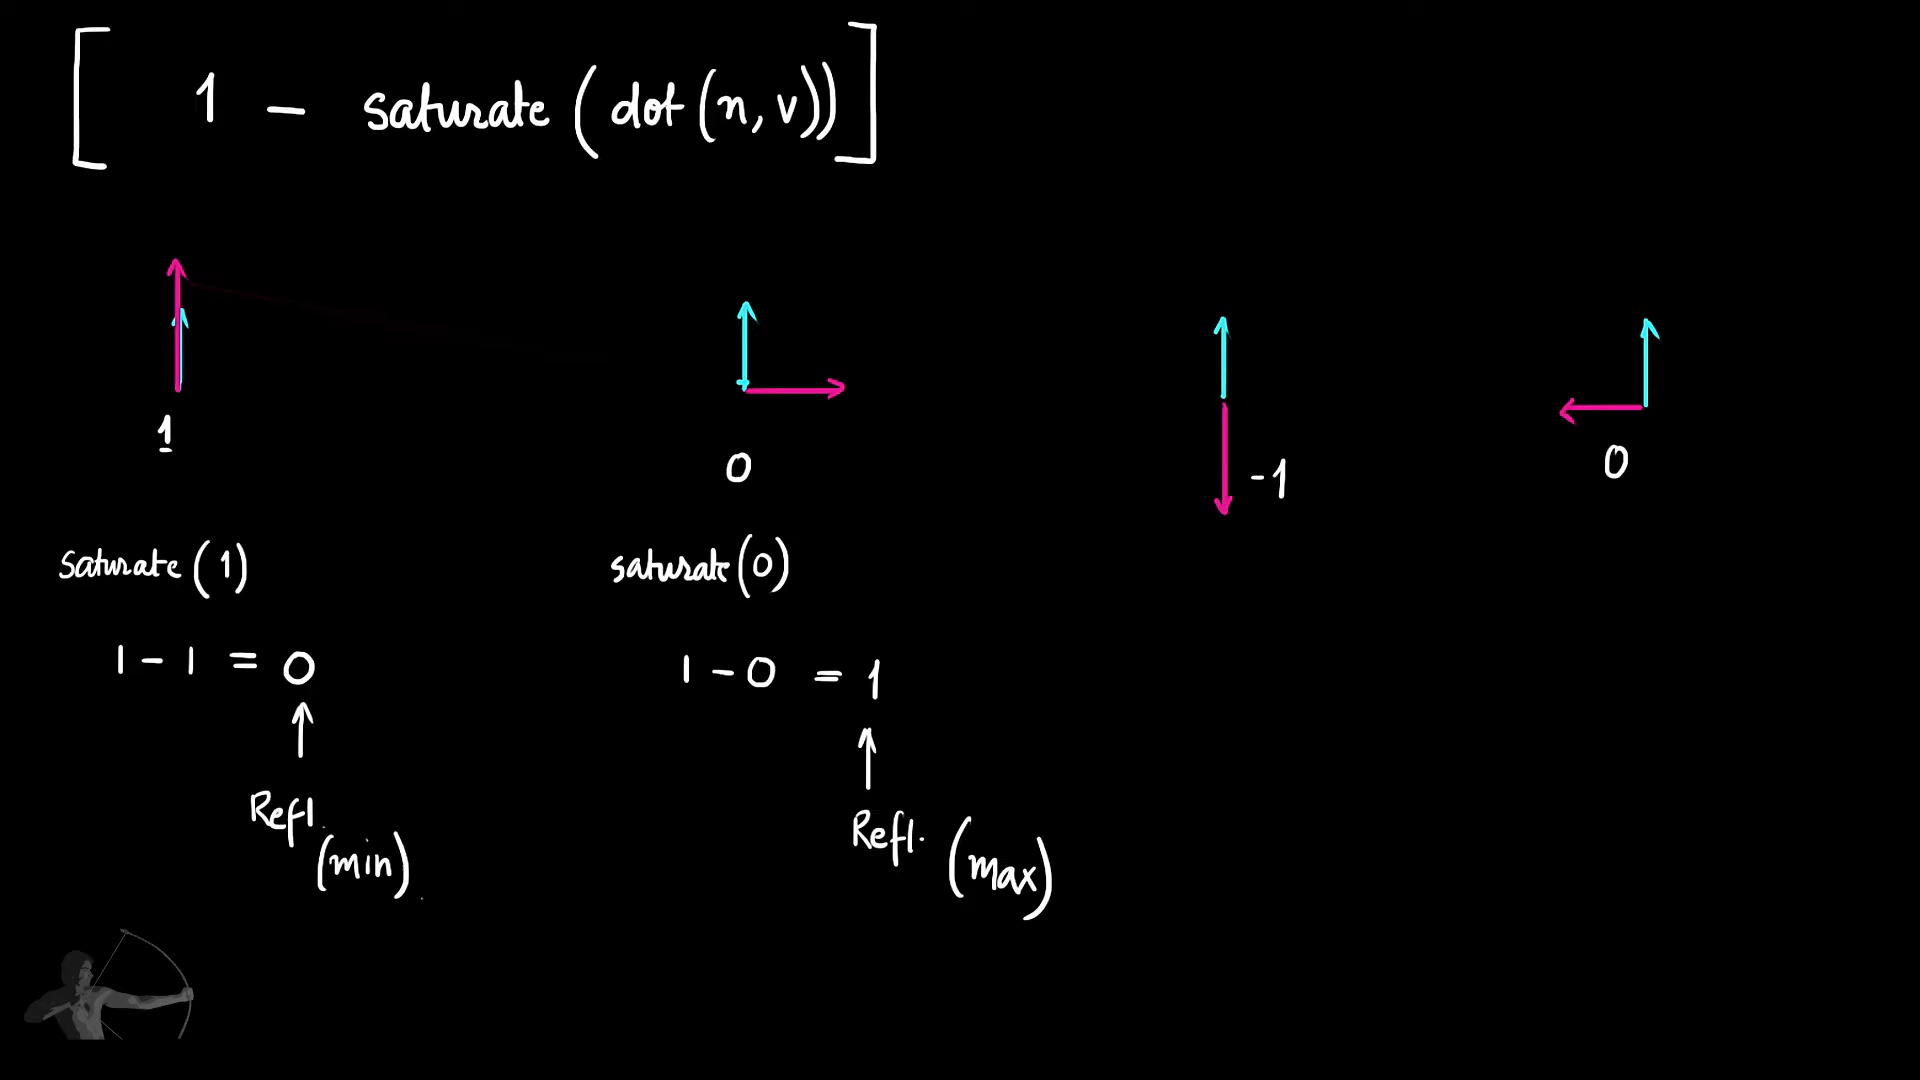 [ 1 - saturate (dot (n, v)) ]
1
0
-1
0
saturate (1)
saturate (0)
1 - 1 = 0
1 - 0 = 1
Refl.
(min)
Refl. (max)